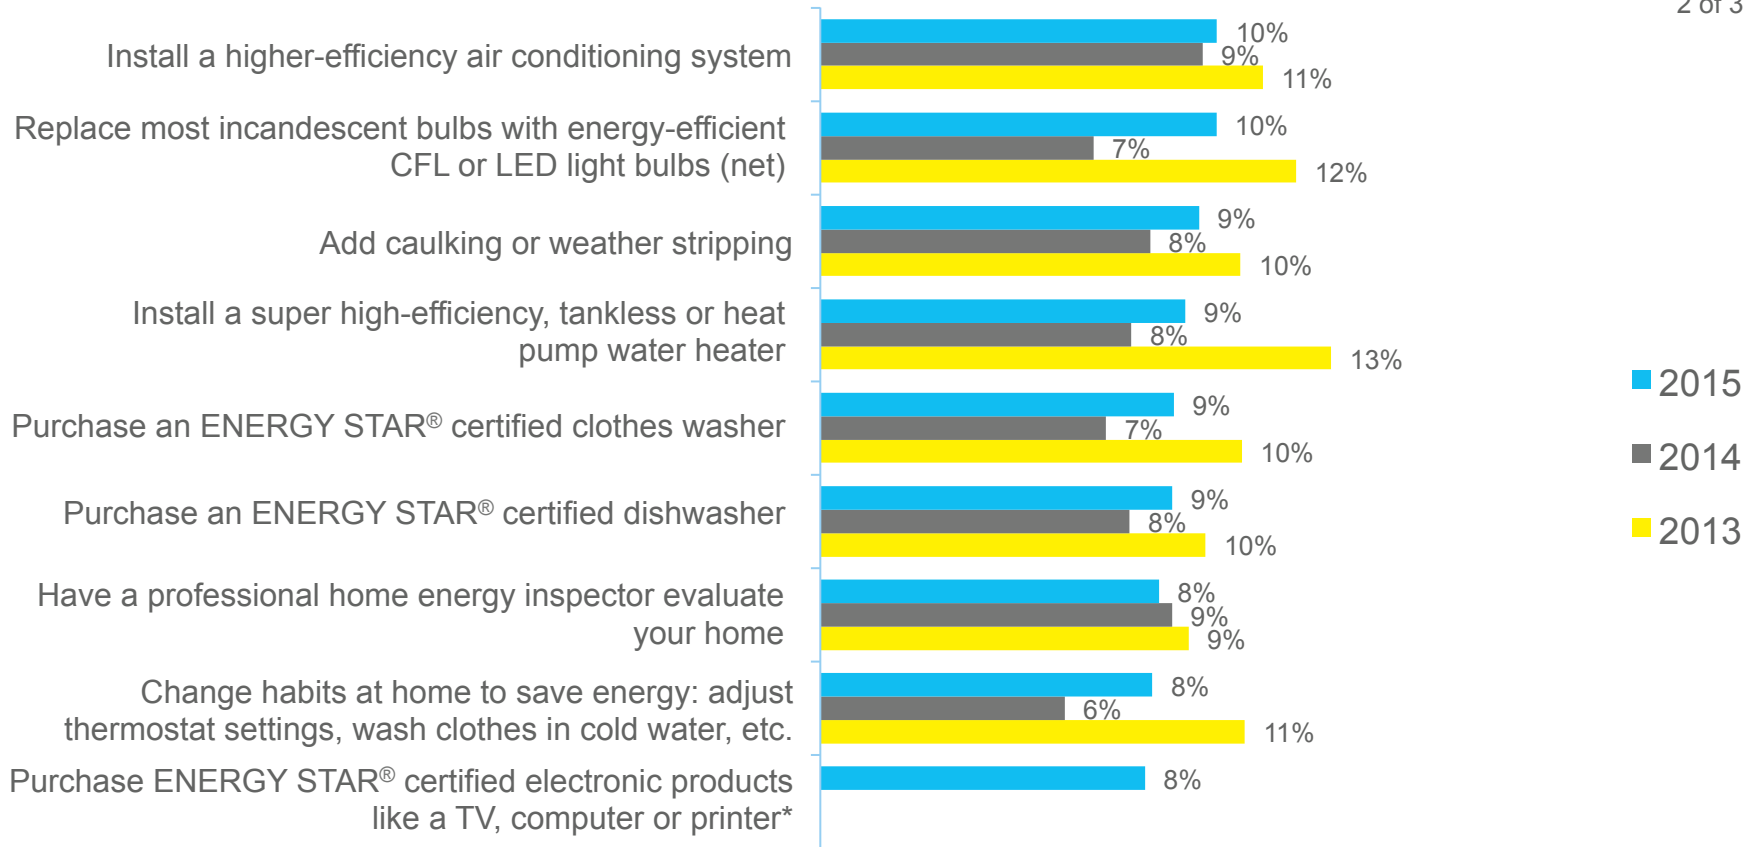 2 of 3
Install a higher-efficiency air conditioning system
10%
9%
11%
Replace most incandescent bulbs with energy-efficient
CFL or LED light bulbs (net)
10%
7%
12%
Add caulking or weather stripping
9%
8%
10%
Install a super high-efficiency, tankless or heat
pump water heater
9%
8%
13%
Purchase an ENERGY STAR® certified clothes washer
9%
7%
10%
Purchase an ENERGY STAR® certified dishwasher
9%
8%
10%
Have a professional home energy inspector evaluate
your home
8%
9%
9%
Change habits at home to save energy: adjust
thermostat settings, wash clothes in cold water, etc.
8%
6%
11%
Purchase ENERGY STAR® certified electronic products
like a TV, computer or printer*
8%
2015
2014
2013